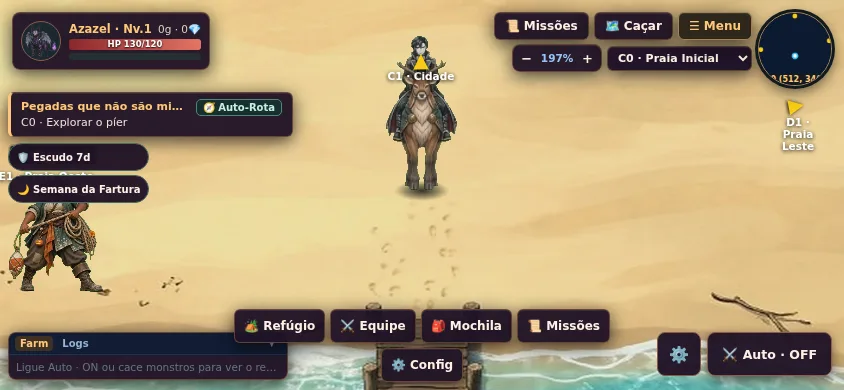 Azazel · Nv.1 0g · 0💎
HP 130/120
📜 Missões
🗺️ Caçar
☰ Menu
− 197% +
C0 · Praia Inicial
(512, 34
D1 ·
Praia
Leste
C1 · Cidade
Pegadas que não são mi...
🧭 Auto-Rota
C0 · Explorar o píer
🛡️ Escudo 7d
🌙 Semana da Fartura
🏕️ Refúgio
⚔️ Equipe
🎒 Mochila
📜 Missões
Farm Logs
Ligue Auto · ON ou cace monstros para ver o re...
⚙️ Config
⚙️
⚔️ Auto · OFF